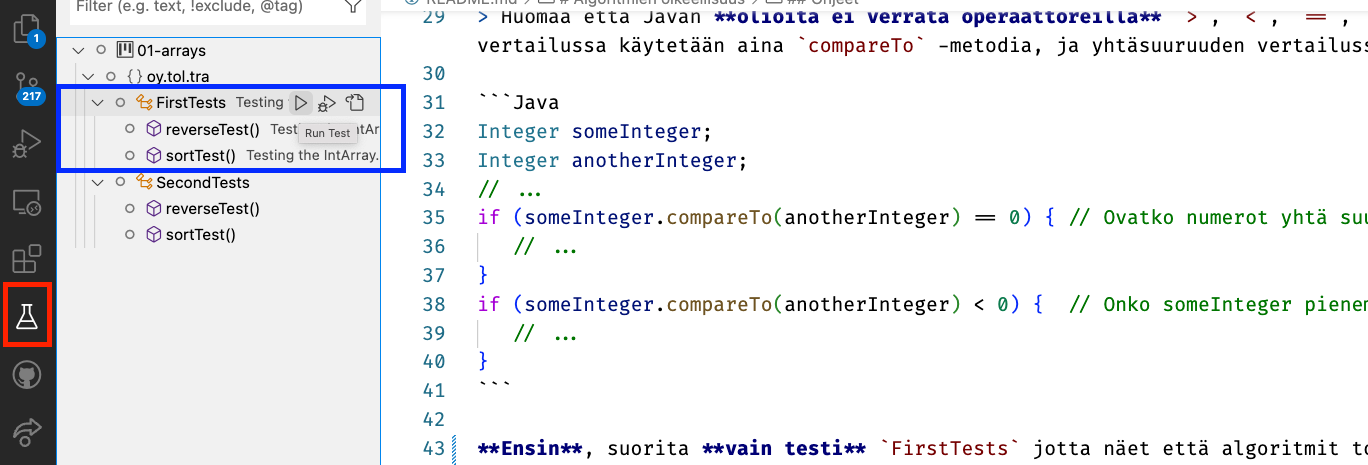 Filter (e.g. text, !exclude, @tag)
1
217
01-arrays
{} oy.tol.tra
FirstTests Testing
reverseTest() Run Test
sortTest() Testing the IntArray.
SecondTests
reverseTest()
sortTest()
README.md > # Algoritmien oikeellisuus > ## Ohjeet
29 > Huomaa että Javan **olioita ei verrata operaattoreilla** `>`, `<`, `==`,
vertailussa käytetään aina `compareTo` -metodia, ja yhtäsuuruuden vertailuss
30
31 ```Java
32 Integer someInteger;
33 Integer anotherInteger;
34 // ...
35 if (someInteger.compareTo(anotherInteger) == 0) { // Ovatko numerot yhtä suu
36 // ...
37 }
38 if (someInteger.compareTo(anotherInteger) < 0) { // Onko someInteger pienem
39 // ...
40 }
41 ```
42
43 **Ensin**, suorita **vain testi** `FirstTests` jotta näet että algoritmit to